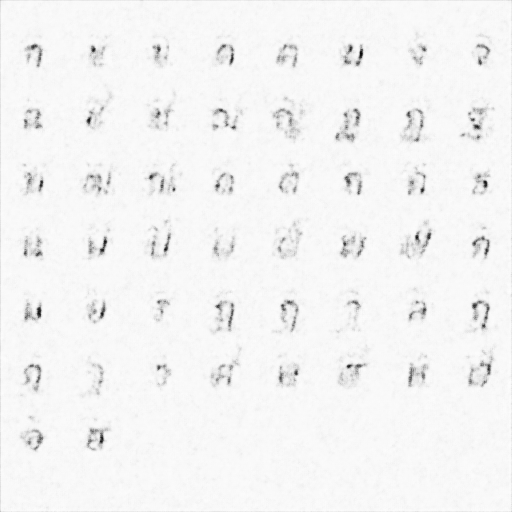 ก ข ฃ ค ฅ ฆ ง จ
ฉ ช ซ ฌ ญ ฎ ฏ ฐ
ฑ ฒ ณ ด ต ถ ท ธ
น บ ป ผ ฝ พ ฟ ภ
ม ย ร ฤ ฤ ๅ ล ฦ
ฦ ๅ ว ศ ษ ส ห ฬ
อ ฮ